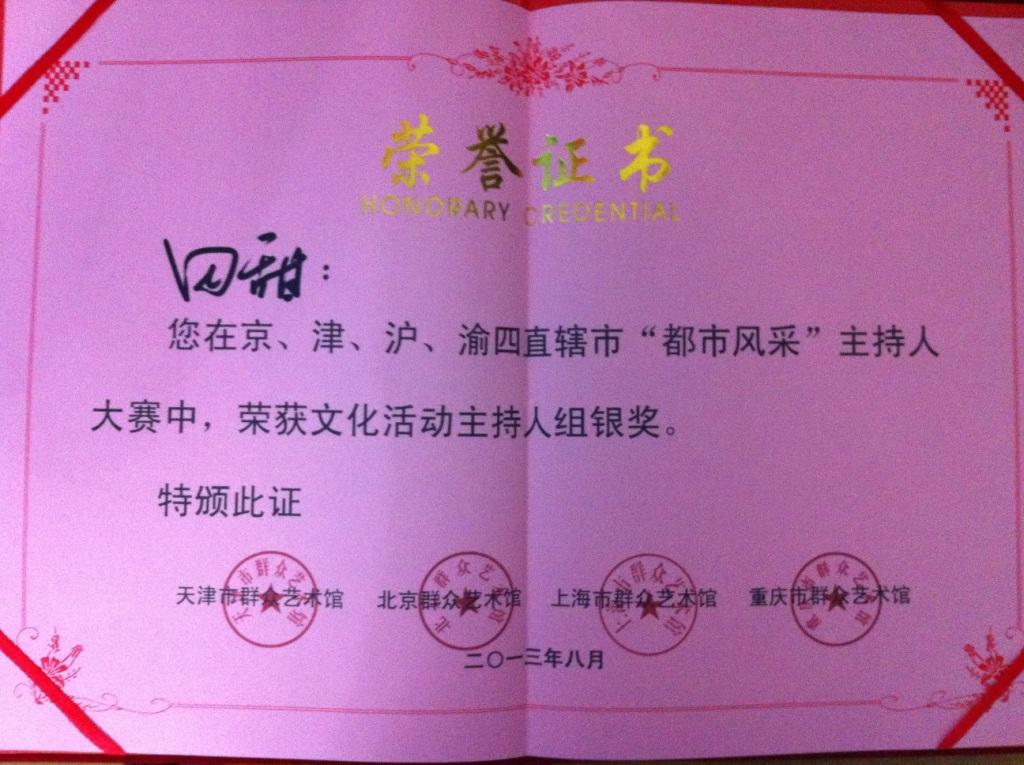 荣誉证书
HONORARY CREDENTIAL
田甜：
您在京、津、沪、渝四直辖市“都市风采”主持人
大赛中，荣获文化活动主持人组银奖。
特颁此证
天津市群众艺术馆 北京群众艺术馆 上海市群众艺术馆 重庆市群众艺术馆
二〇一三年八月